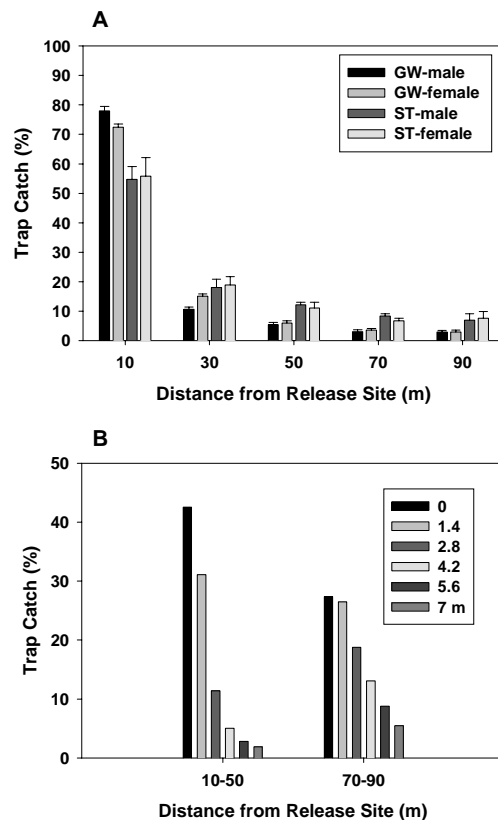 A
Trap Catch (%)
100
90
80
70
60
50
40
30
20
10
0
GW-male
GW-female
ST-male
ST-female
10 30 50 70 90
Distance from Release Site (m)
B
Trap Catch (%)
50
40
30
20
10
0
0
1.4
2.8
4.2
5.6
7 m
10-50 70-90
Distance from Release Site (m)